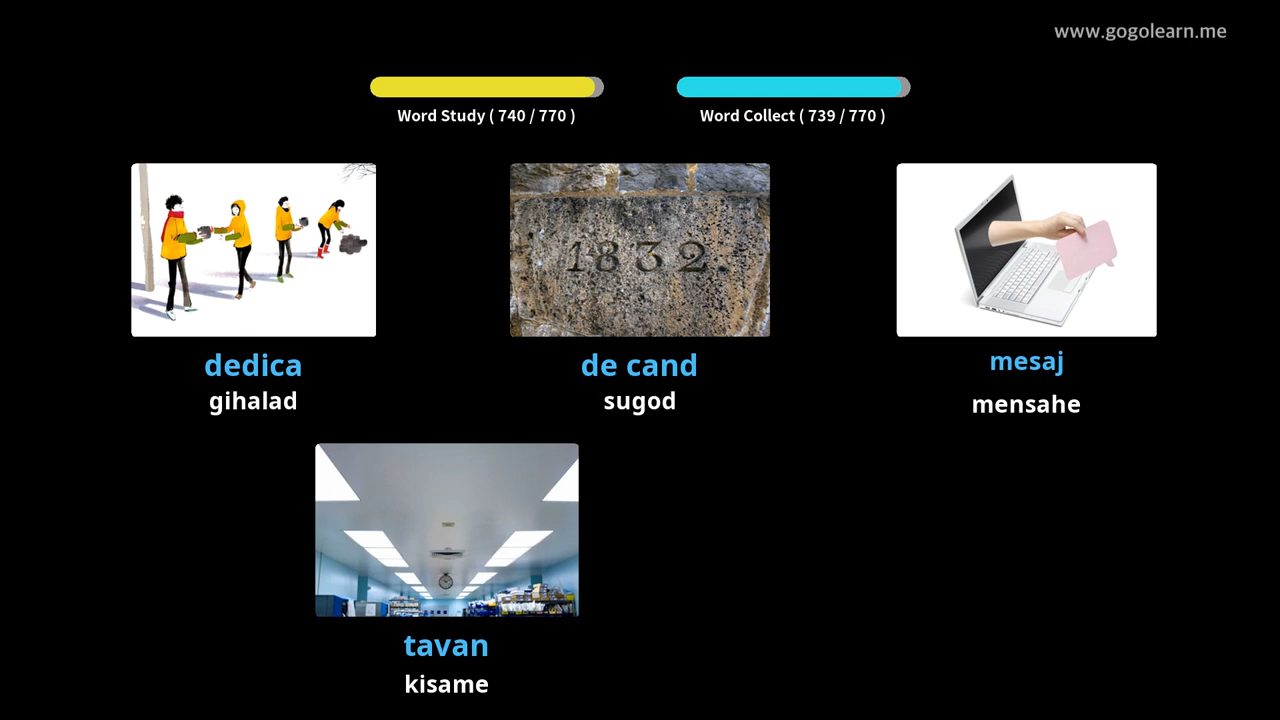 www.gogolearn.me
Word Study ( 740 / 770 )
Word Collect ( 739 / 770 )
1832.
dedica
gihalad
de cand
sugod
mesaj
mensahe
tavan
kisame